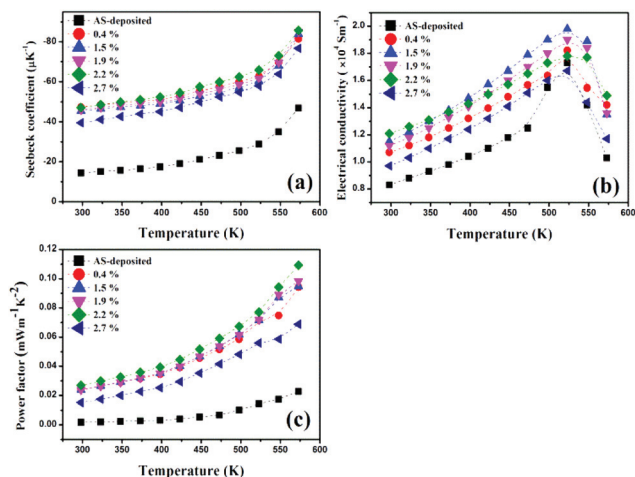 Seebeck coefficient (μK⁻¹)
-80
-60
-40
-20
0
AS-deposited
0.4 %
1.5 %
1.9 %
2.2 %
2.7 %
(a)
300 350 400 450 500 550 600
Temperature (K)
Electrical conductivity ( ×10⁴ Sm⁻¹)
2.0
1.8
1.6
1.4
1.2
1.0
0.8
0.6
AS-deposited
0.4 %
1.5 %
1.9 %
2.2 %
2.7 %
(b)
300 350 400 450 500 550 600
Temperature (K)
Power factor (mWm⁻¹K⁻²)
0.12
0.10
0.08
0.06
0.04
0.02
0.00
AS-deposited
0.4 %
1.5 %
1.9 %
2.2 %
2.7 %
(c)
300 350 400 450 500 550 600
Temperature (K)